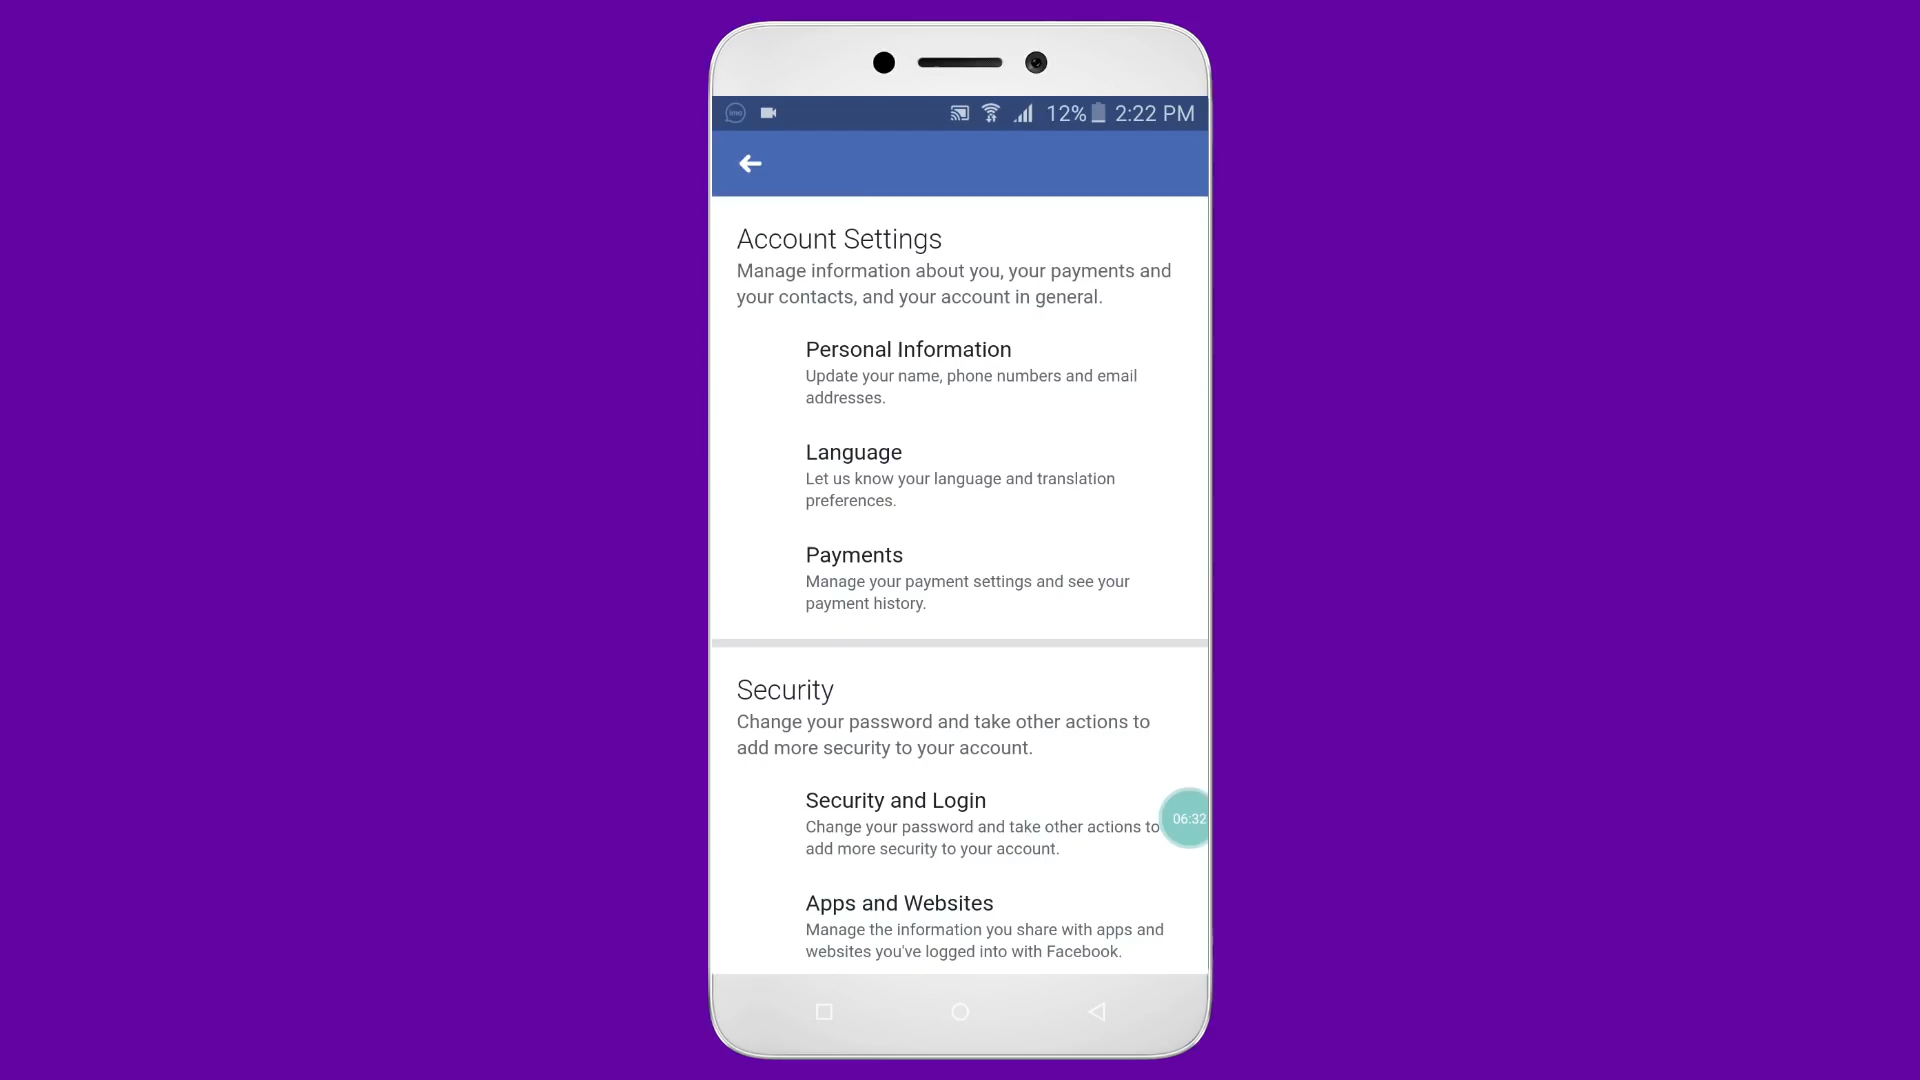 imo
12% 2:22 PM
Account Settings
Manage information about you, your payments and
your contacts, and your account in general.
Personal Information
Update your name, phone numbers and email
addresses.
Language
Let us know your language and translation
preferences.
Payments
Manage your payment settings and see your
payment history.
Security
Change your password and take other actions to
add more security to your account.
Security and Login
Change your password and take other actions to
add more security to your account.
06:32
Apps and Websites
Manage the information you share with apps and
websites you've logged into with Facebook.